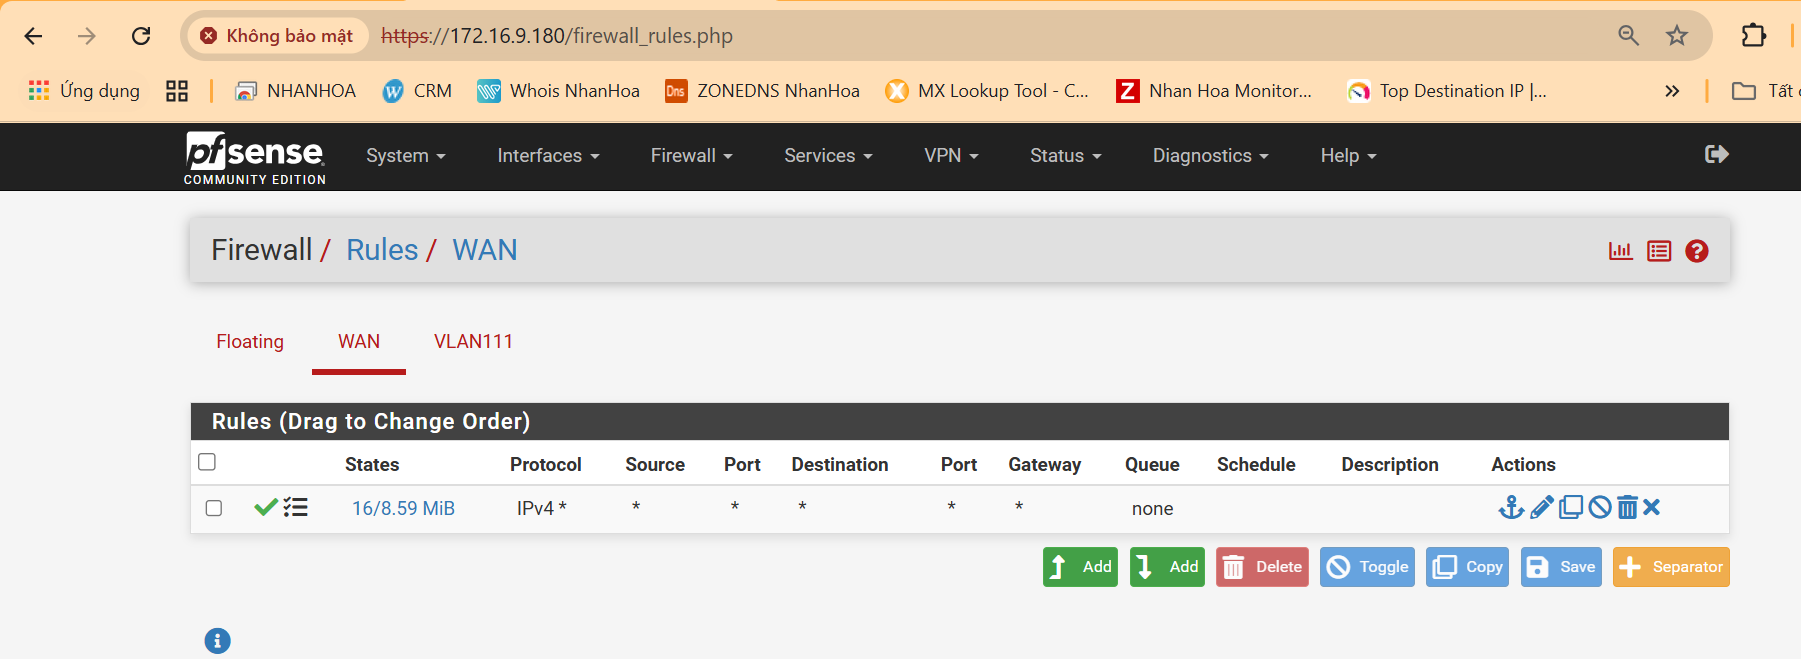 Không bảo mật https://172.16.9.180/firewall_rules.php
Ứng dụng NHANHOA CRM Whois NhanHoa Dns ZONEDNS NhanHoa MX Lookup Tool - C... Z Nhan Hoa Monitor... Top Destination IP |... » Tất
pfsense System Interfaces Firewall Services VPN Status Diagnostics Help
COMMUNITY EDITION
Firewall / Rules / WAN
Floating WAN VLAN111
Rules (Drag to Change Order)
States Protocol Source Port Destination Port Gateway Queue Schedule Description Actions
16/8.59 MiB IPv4 * * * * * * none
Add Add Delete Toggle Copy Save Separator